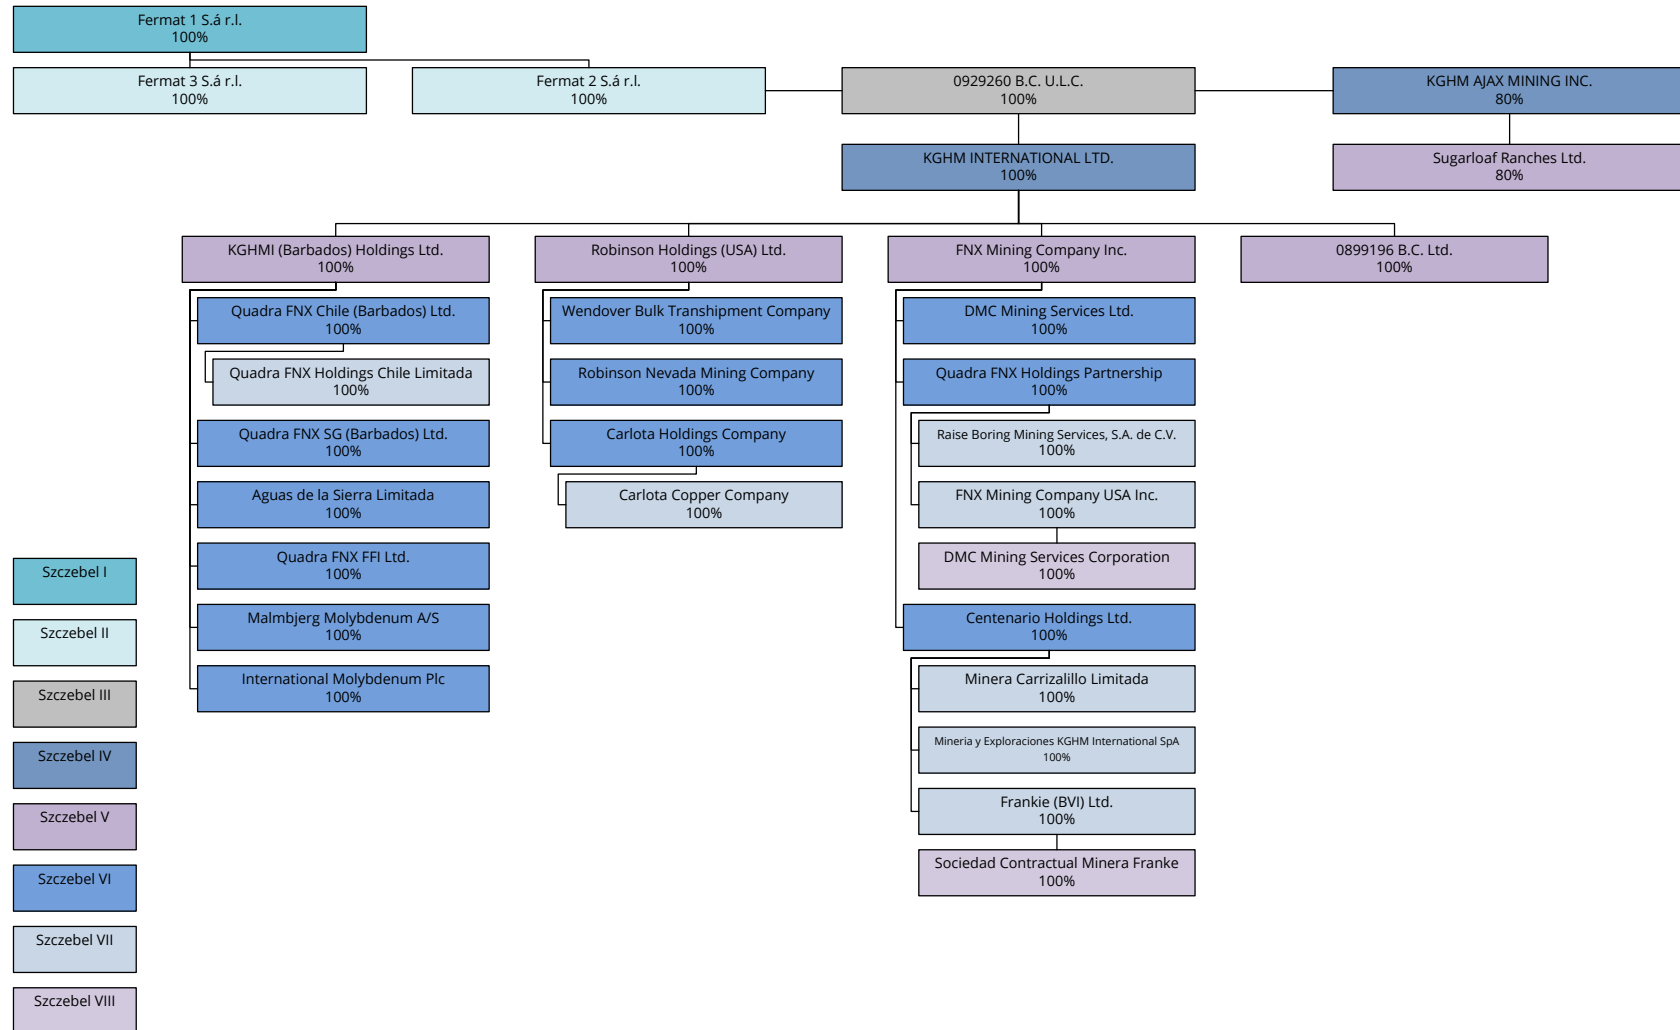 Fermat 1 S.á r.l.
100%
Fermat 3 S.á r.l.
100%
Fermat 2 S.á r.l.
100%
0929260 B.C. U.L.C.
100%
KGHM AJAX MINING INC.
80%
KGHM INTERNATIONAL LTD.
100%
Sugarloaf Ranches Ltd.
80%
KGHMI (Barbados) Holdings Ltd.
100%
Quadra FNX Chile (Barbados) Ltd.
100%
Quadra FNX Holdings Chile Limitada
100%
Quadra FNX SG (Barbados) Ltd.
100%
Aguas de la Sierra Limitada
100%
Quadra FNX FFI Ltd.
100%
Malmbjerg Molybdenum A/S
100%
International Molybdenum Plc
100%
Robinson Holdings (USA) Ltd.
100%
Wendover Bulk Transhipment Company
100%
Robinson Nevada Mining Company
100%
Carlota Holdings Company
100%
Carlota Copper Company
100%
FNX Mining Company Inc.
100%
DMC Mining Services Ltd.
100%
Quadra FNX Holdings Partnership
100%
Raise Boring Mining Services, S.A. de C.V.
100%
FNX Mining Company USA Inc.
100%
DMC Mining Services Corporation
100%
Centenario Holdings Ltd.
100%
Minera Carrizalillo Limitada
100%
Mineria y Exploraciones KGHM International SpA
100%
Frankie (BVI) Ltd.
100%
Sociedad Contractual Minera Franke
100%
0899196 B.C. Ltd.
100%
Szczebel I
Szczebel II
Szczebel III
Szczebel IV
Szczebel V
Szczebel VI
Szczebel VII
Szczebel VIII